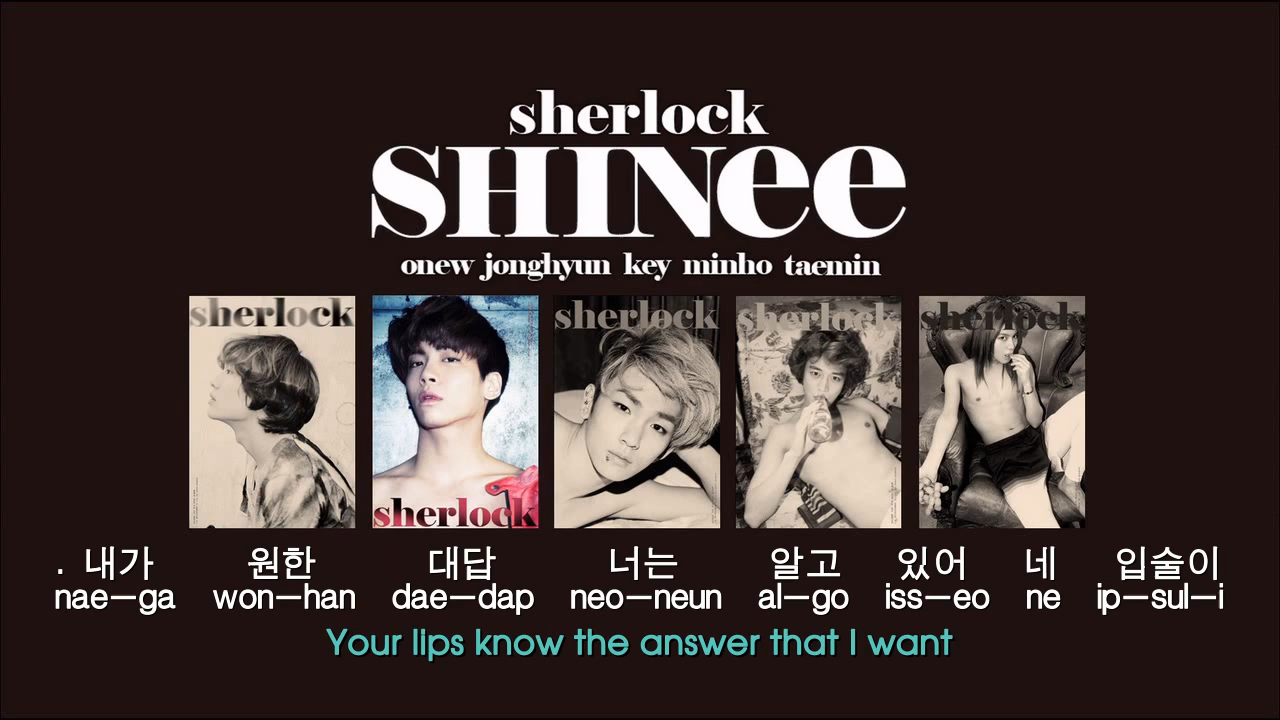 sherlock
SHINee
onew jonghyun key minho taemin
sherlock
sherlock
sherlock
sherlock
sherlock
. 내가 원한 대답 너는 알고 있어 네 입술이
nae-ga won-han dae-dap neo-neun al-go iss-eo ne ip-sul-i
Your lips know the answer that I want